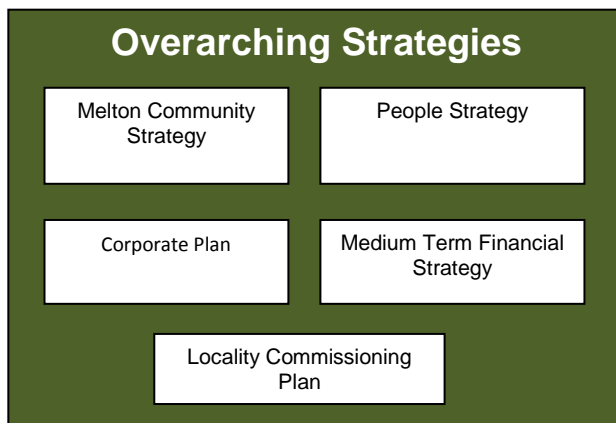 Overarching Strategies
Melton Community
Strategy
People Strategy
Corporate Plan
Medium Term Financial
Strategy
Locality Commissioning
Plan